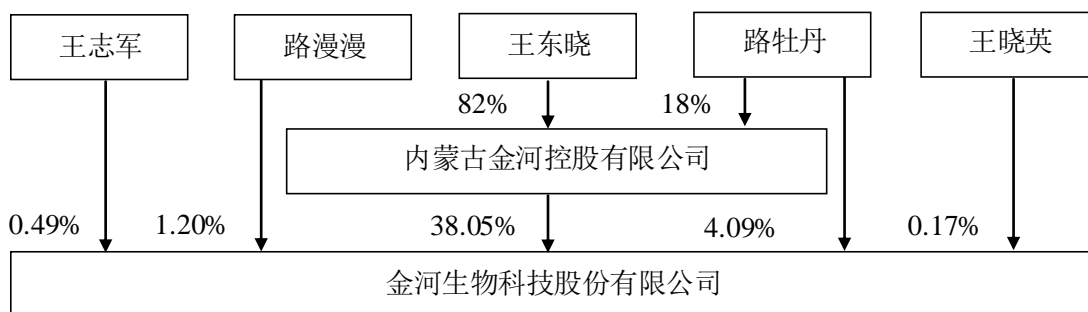 王志军
路漫漫
王东晓
路牡丹
王晓英
82%
18%
内蒙古金河控股有限公司
0.49%
1.20%
38.05%
4.09%
0.17%
金河生物科技股份有限公司